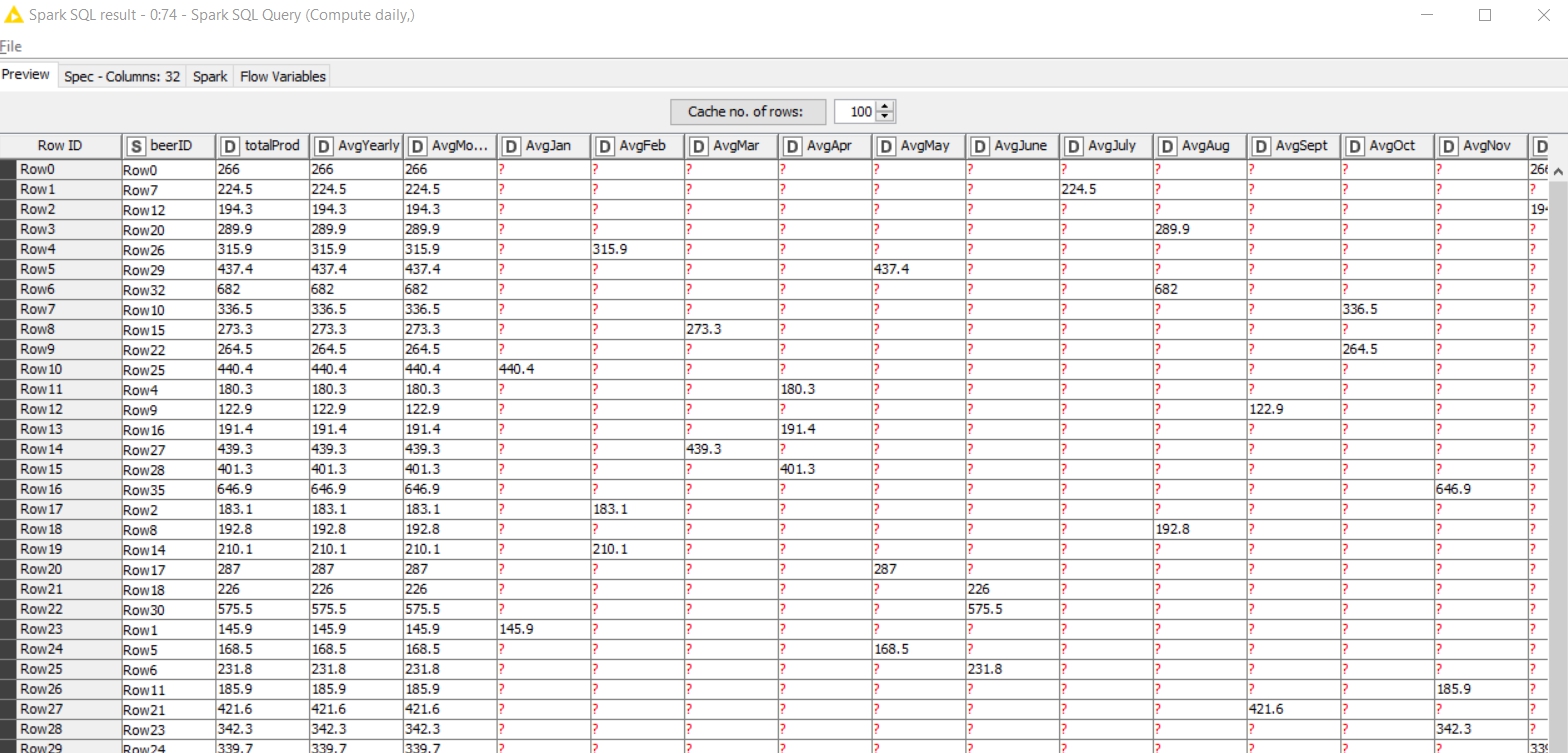 Spark SQL result - 0:74 - Spark SQL Query (Compute daily,)
File
Preview Spec - Columns: 32 Spark Flow Variables
Cache no. of rows: 100
Row ID S beerID D totalProd D AvgYearly D AvgMo... D AvgJan D AvgFeb D AvgMar D AvgApr D AvgMay D AvgJune D AvgJuly D AvgAug D AvgSept D AvgOct D AvgNov D
Row0 Row0 266 266 266 ? ? ? ? ? ? ? ? ? ? ? 266
Row1 Row7 224.5 224.5 224.5 ? ? ? ? ? ? 224.5 ? ? ? ? ?
Row2 Row12 194.3 194.3 194.3 ? ? ? ? ? ? ? ? ? ? ? 194
Row3 Row20 289.9 289.9 289.9 ? ? ? ? ? ? ? 289.9 ? ? ? ?
Row4 Row26 315.9 315.9 315.9 ? 315.9 ? ? ? ? ? ? ? ? ? ?
Row5 Row29 437.4 437.4 437.4 ? ? ? ? 437.4 ? ? ? ? ? ? ?
Row6 Row32 682 682 682 ? ? ? ? ? ? ? 682 ? ? ? ?
Row7 Row10 336.5 336.5 336.5 ? ? ? ? ? ? ? ? ? 336.5 ? ?
Row8 Row15 273.3 273.3 273.3 ? ? 273.3 ? ? ? ? ? ? ? ? ?
Row9 Row22 264.5 264.5 264.5 ? ? ? ? ? ? ? ? ? 264.5 ? ?
Row10 Row25 440.4 440.4 440.4 440.4 ? ? ? ? ? ? ? ? ? ? ?
Row11 Row4 180.3 180.3 180.3 ? ? ? 180.3 ? ? ? ? ? ? ? ?
Row12 Row9 122.9 122.9 122.9 ? ? ? ? ? ? ? ? 122.9 ? ? ?
Row13 Row16 191.4 191.4 191.4 ? ? ? 191.4 ? ? ? ? ? ? ? ?
Row14 Row27 439.3 439.3 439.3 ? ? 439.3 ? ? ? ? ? ? ? ? ?
Row15 Row28 401.3 401.3 401.3 ? ? ? 401.3 ? ? ? ? ? ? ? ?
Row16 Row35 646.9 646.9 646.9 ? ? ? ? ? ? ? ? ? ? 646.9 ?
Row17 Row2 183.1 183.1 183.1 ? 183.1 ? ? ? ? ? ? ? ? ? ?
Row18 Row8 192.8 192.8 192.8 ? ? ? ? ? ? ? 192.8 ? ? ? ?
Row19 Row14 210.1 210.1 210.1 ? 210.1 ? ? ? ? ? ? ? ? ? ?
Row20 Row17 287 287 287 ? ? ? ? 287 ? ? ? ? ? ? ?
Row21 Row18 226 226 226 ? ? ? ? ? 226 ? ? ? ? ? ?
Row22 Row30 575.5 575.5 575.5 ? ? ? ? ? 575.5 ? ? ? ? ? ?
Row23 Row1 145.9 145.9 145.9 145.9 ? ? ? ? ? ? ? ? ? ? ?
Row24 Row5 168.5 168.5 168.5 ? ? ? ? 168.5 ? ? ? ? ? ? ?
Row25 Row6 231.8 231.8 231.8 ? ? ? ? ? 231.8 ? ? ? ? ? ?
Row26 Row11 185.9 185.9 185.9 ? ? ? ? ? ? ? ? ? ? 185.9 ?
Row27 Row21 421.6 421.6 421.6 ? ? ? ? ? ? ? ? 421.6 ? ? ?
Row28 Row23 342.3 342.3 342.3 ? ? ? ? ? ? ? ? ? ? 342.3 ?
Row29 Row24 339.7 339.7 339.7 ? ? ? ? ? ? ? ? ? ? ? 339